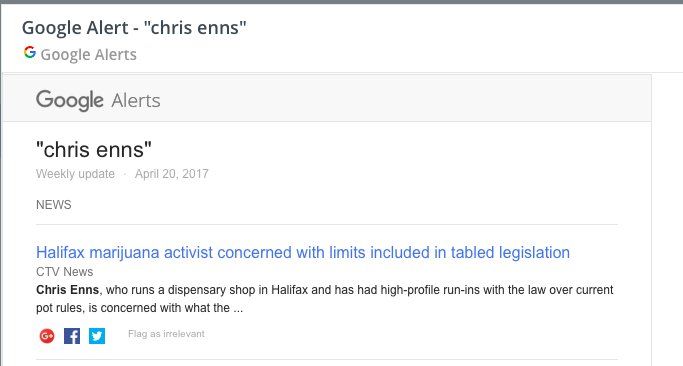 Google Alert - "chris enns"
Google Alerts
Google Alerts
"chris enns"
Weekly update · April 20, 2017
NEWS
Halifax marijuana activist concerned with limits included in tabled legislation
CTV News
Chris Enns, who runs a dispensary shop in Halifax and has had high-profile run-ins with the law over current
pot rules, is concerned with what the ...
Flag as irrelevant